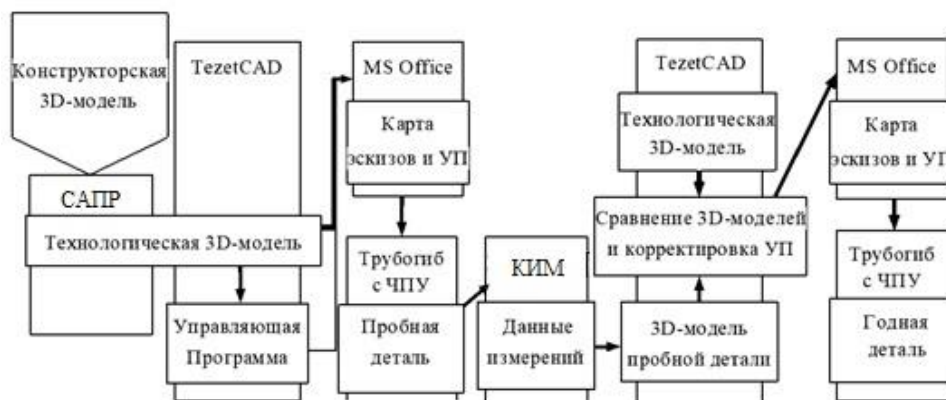 Конструкторская
3D-модель
САПР
TezetCAD
Технологическая 3D-модель
Управляющая
Программа
MS Office
Карта
эскизов и УП
Трубогиб
с ЧПУ
Пробная
деталь
КИМ
Данные
измерений
TezetCAD
Технологическая
3D-модель
Сравнение 3D-моделей
и корректировка УП
3D-модель
пробной детали
MS Office
Карта
эскизов и УП
Трубогиб
с ЧПУ
Годная
деталь